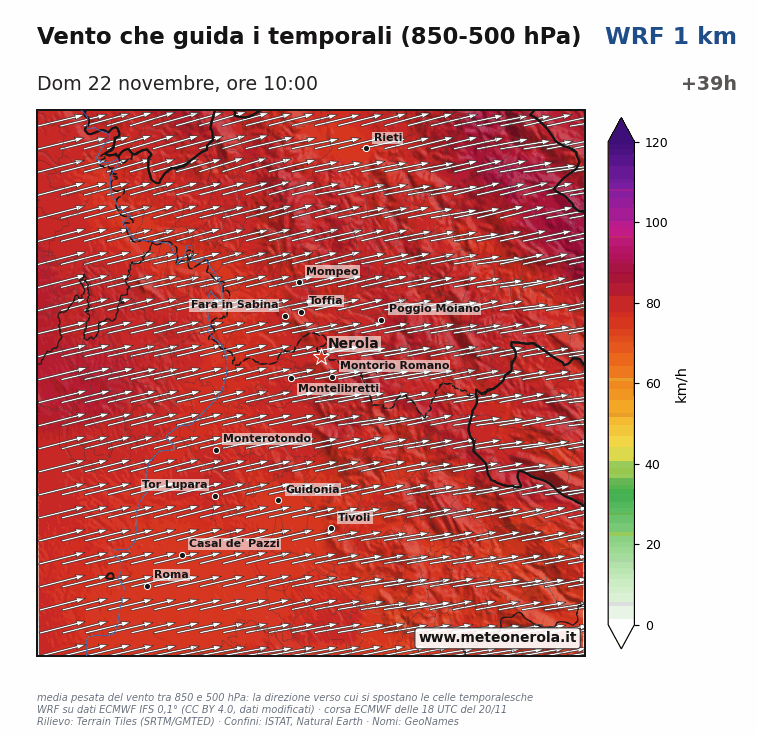 Vento che guida i temporali (850-500 hPa) WRF 1 km
Dom 22 novembre, ore 10:00 +39h
Rieti
Mompeo
Fara in Sabina
Toffia
Poggio Moiano
Nerola
Montorio Romano
Montelibretti
Monterotondo
Tor Lupara
Guidonia
Tivoli
Casal de' Pazzi
Roma
www.meteonerola.it
120
100
80
60
40
20
0
km/h
media pesata del vento tra 850 e 500 hPa: la direzione verso cui si spostano le celle temporalesche
WRF su dati ECMWF IFS 0,1° (CC BY 4.0, dati modificati) · corsa ECMWF delle 18 UTC del 20/11
Rilievo: Terrain Tiles (SRTM/GMTED) · Confini: ISTAT, Natural Earth · Nomi: GeoNames